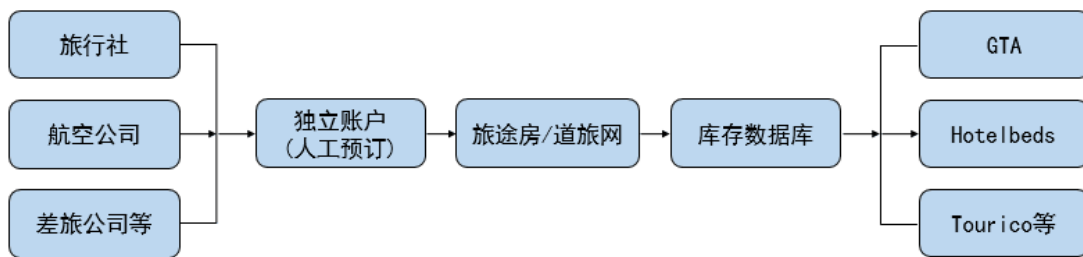 旅行社
航空公司
差旅公司等
独立账户
(人工预订)
旅途房/道旅网
库存数据库
GTA
Hotelbeds
Tourico等